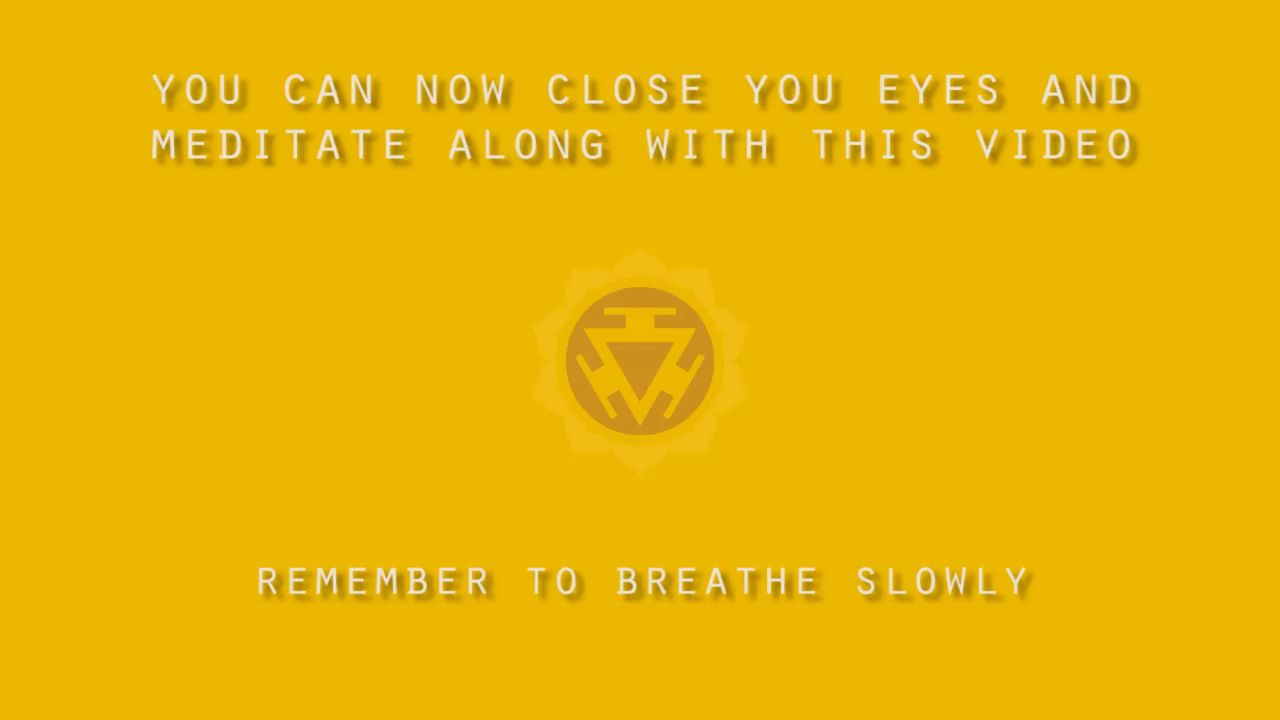 YOU CAN NOW CLOSE YOU EYES AND
MEDITATE ALONG WITH THIS VIDEO
REMEMBER TO BREATHE SLOWLY